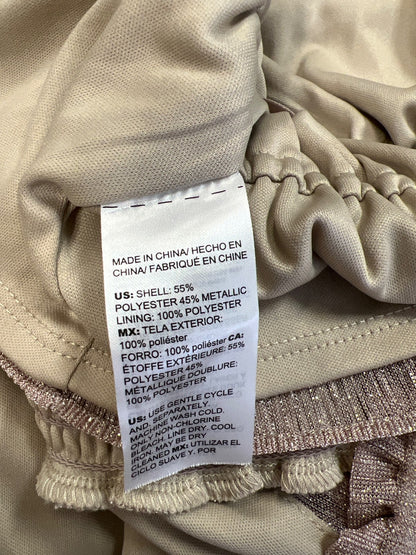 MADE IN CHINA/ HECHO EN
CHINA/ FABRIQUÉ EN CHINE
US: SHELL: 55%
POLYESTER 45% METALLIC
LINING: 100% POLYESTER
MX: TELA EXTERIOR:
100% poliéster
FORRO: 100% poliéster CA:
ÉTOFFE EXTÉRIEURE: 55%
POLYESTER 45%
MÉTALLIQUE DOUBLURE:
100% POLYESTER
US: USE GENTLE CYCLE
AND, SEPARATELY.
MACHINE WASH COLD.
ONLY NON-CHLORINE
BLEACH. LINE DRY. COOL
IRON. MAY BE DRY
CLEANED MX: UTILIZAR EL
CICLO SUAVE Y, POR